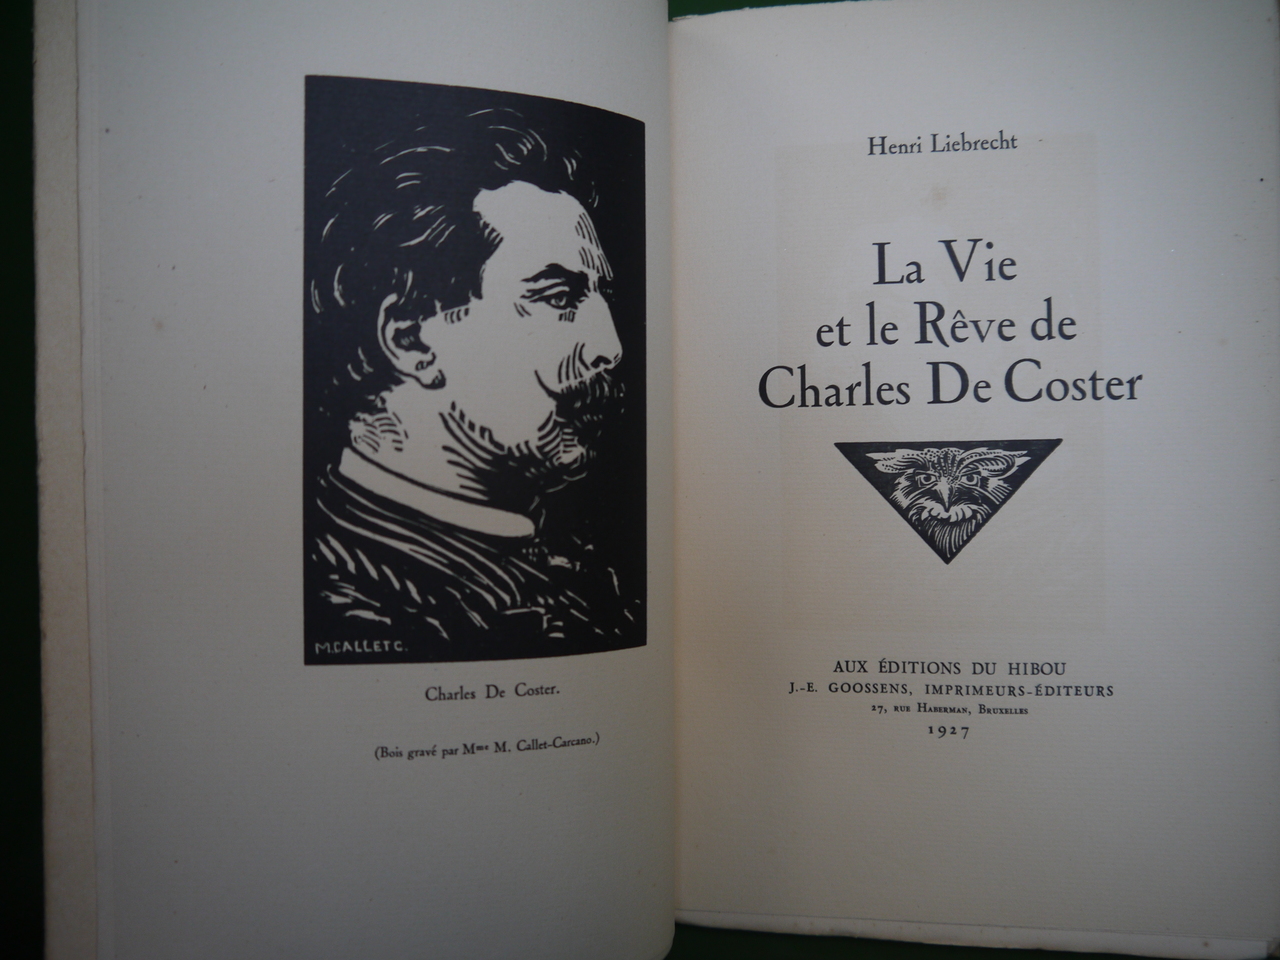 M. CALLET C.
Charles De Coster.
(Bois gravé par Mme M. Callet-Carcano.)
Henri Liebrecht
La Vie
et le Rêve de
Charles De Coster
AUX ÉDITIONS DU HIBOU
J.-E. GOOSSENS, IMPRIMEURS-ÉDITEURS
27, RUE HABERMAN, BRUXELLES
1927